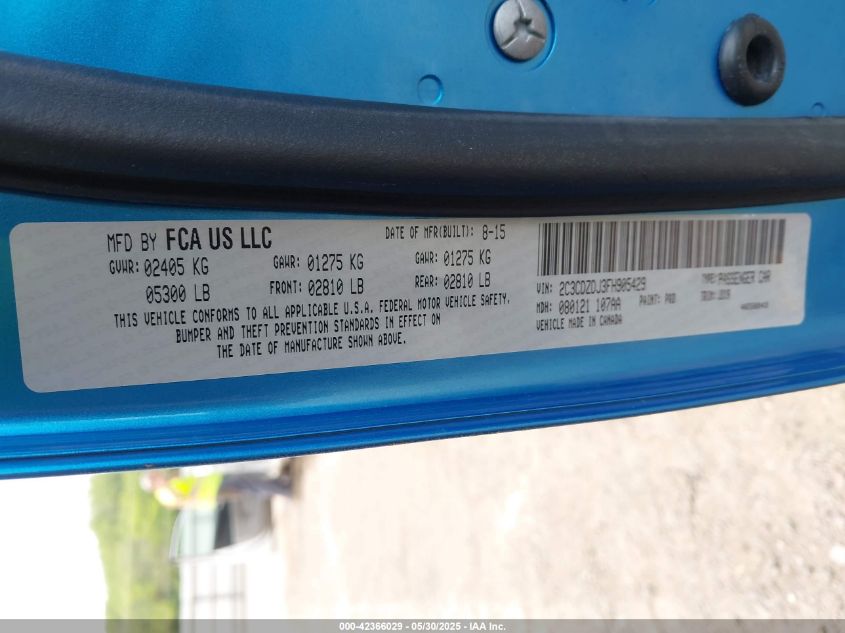 MFD BY FCA US LLC
DATE OF MFR(BUILT): 8-15
GVWR: 02405 KG GAWR: 01275 KG GAWR: 01275 KG
05300 LB FRONT: 02810 LB REAR: 02810 LB
THIS VEHICLE CONFORMS TO ALL APPLICABLE U.S.A. FEDERAL MOTOR VEHICLE SAFETY,
BUMPER AND THEFT PREVENTION STANDARDS IN EFFECT ON
THE DATE OF MANUFACTURE SHOWN ABOVE.
VIN: 2C3CDZDJ3FH905429 TYPE: PASSENGER CAR
MDH: 080121 107AA PAINT: TRIM:
VEHICLE MADE IN CANADA
000-42366029 - 05/30/2025 - IAA Inc.